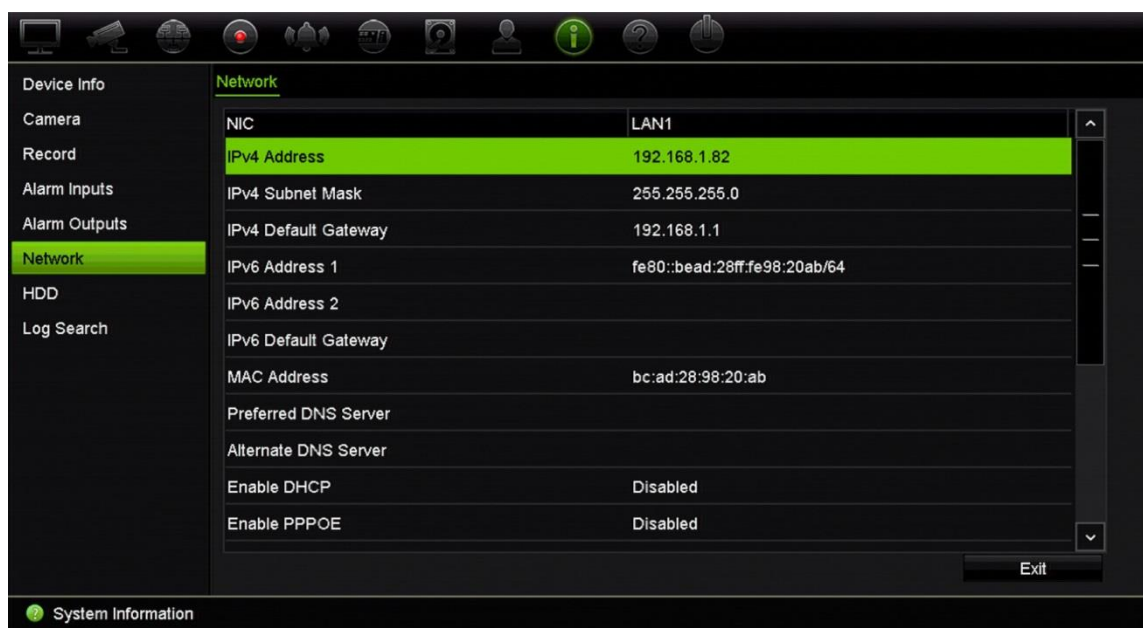 Device Info
Camera
Record
Alarm Inputs
Alarm Outputs
Network
HDD
Log Search
Network
NIC LAN1
IPv4 Address 192.168.1.82
IPv4 Subnet Mask 255.255.255.0
IPv4 Default Gateway 192.168.1.1
IPv6 Address 1 fe80::bead:28ff:fe98:20ab/64
IPv6 Address 2
IPv6 Default Gateway
MAC Address bc:ad:28:98:20:ab
Preferred DNS Server
Alternate DNS Server
Enable DHCP Disabled
Enable PPPOE Disabled
Exit
System Information